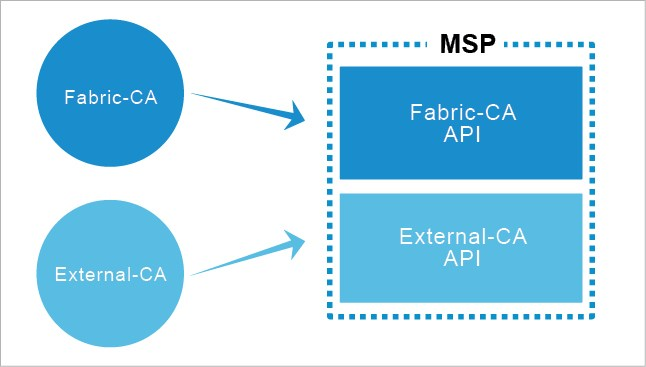 MSP
Fabric-CA
Fabric-CA
API
External-CA
External-CA
API